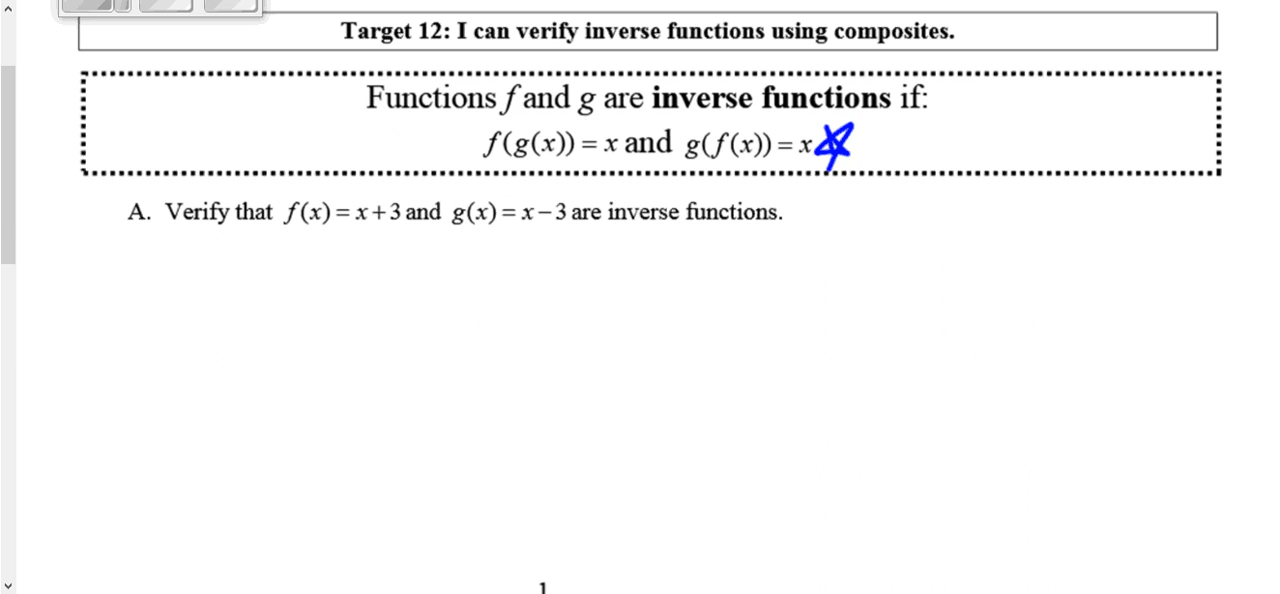 Target 12: I can verify inverse functions using composites.
Functions f and g are inverse functions if:
f(g(x)) = x and g(f(x)) = x
A. Verify that f(x) = x + 3 and g(x) = x − 3 are inverse functions.
1